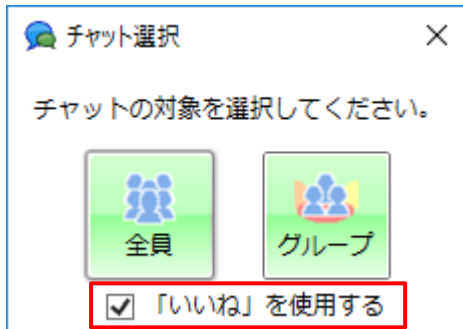 チャット選択
チャットの対象を選択してください。
全員
グループ
「いいね」を使用する